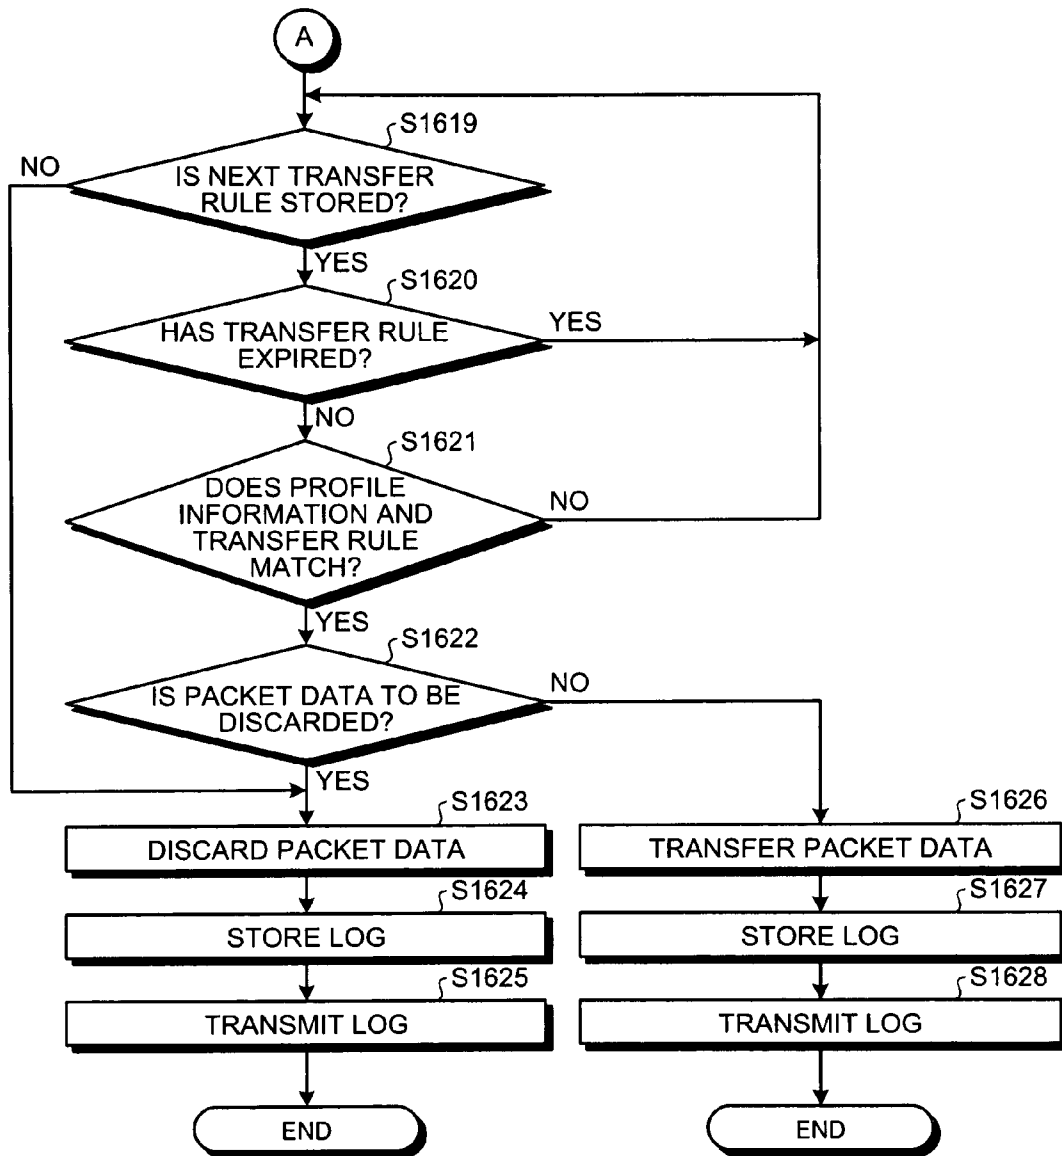 A
S1619
NO
IS NEXT TRANSFER
RULE STORED?
YES
S1620
HAS TRANSFER RULE
EXPIRED?
YES
NO
S1621
DOES PROFILE
INFORMATION AND
TRANSFER RULE
MATCH?
NO
YES
S1622
IS PACKET DATA TO BE
DISCARDED?
NO
YES
S1623
DISCARD PACKET DATA
S1624
STORE LOG
S1625
TRANSMIT LOG
END
S1626
TRANSFER PACKET DATA
S1627
STORE LOG
S1628
TRANSMIT LOG
END